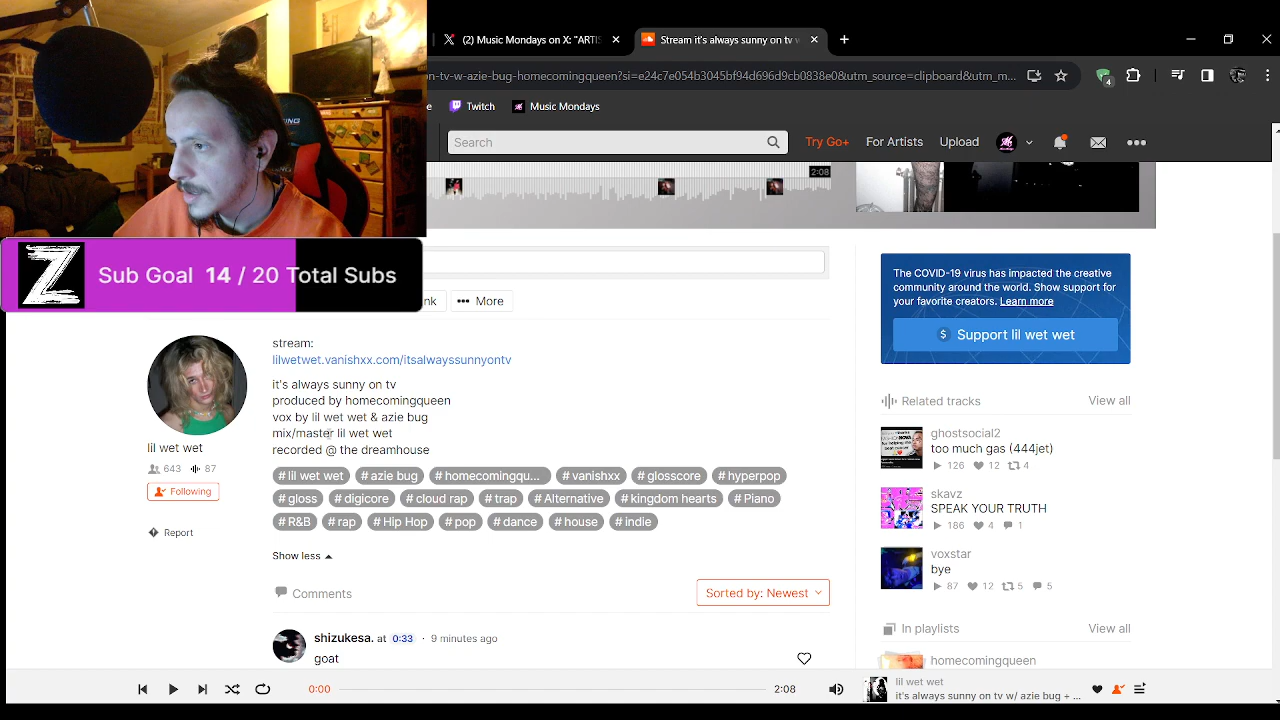 (2) Music Mondays on X: "ARTIS
Stream it's always sunny on tv w
n-tv-w-azie-bug-homecomingqueen?si=e24c7e054b3045bf94d696d9cb0838e0&utm_source=clipboard&utm_m...
4
e
Twitch
Music Mondays
Search
Try Go+
For Artists
Upload
2:08
ING
Z
Sub Goal 14 / 20 Total Subs
nk
More
stream:
lilwetwet.vanishxx.com/itsalwayssunnyontv
it's always sunny on tv
produced by homecomingqueen
vox by lil wet wet & azie bug
mix/master lil wet wet
recorded @ the dreamhouse
lil wet wet
643 87
Following
Report
# lil wet wet # azie bug # homecomingqu... # vanishxx # glosscore # hyperpop
# gloss # digicore # cloud rap # trap # Alternative # kingdom hearts # Piano
# R&B # rap # Hip Hop # pop # dance # house # indie
Show less
Comments
Sorted by: Newest
shizukesa. at 0:33 · 9 minutes ago
goat
The COVID-19 virus has impacted the creative
community around the world. Show support for
your favorite creators. Learn more
$ Support lil wet wet
Related tracks
View all
ghostsocial2
too much gas (444jet)
126 12 4
skavz
SPEAK YOUR TRUTH
186 4 1
voxstar
bye
87 12 5 5
In playlists
View all
homecomingqueen
0:00
2:08
lil wet wet
it's always sunny on tv w/ azie bug + ...